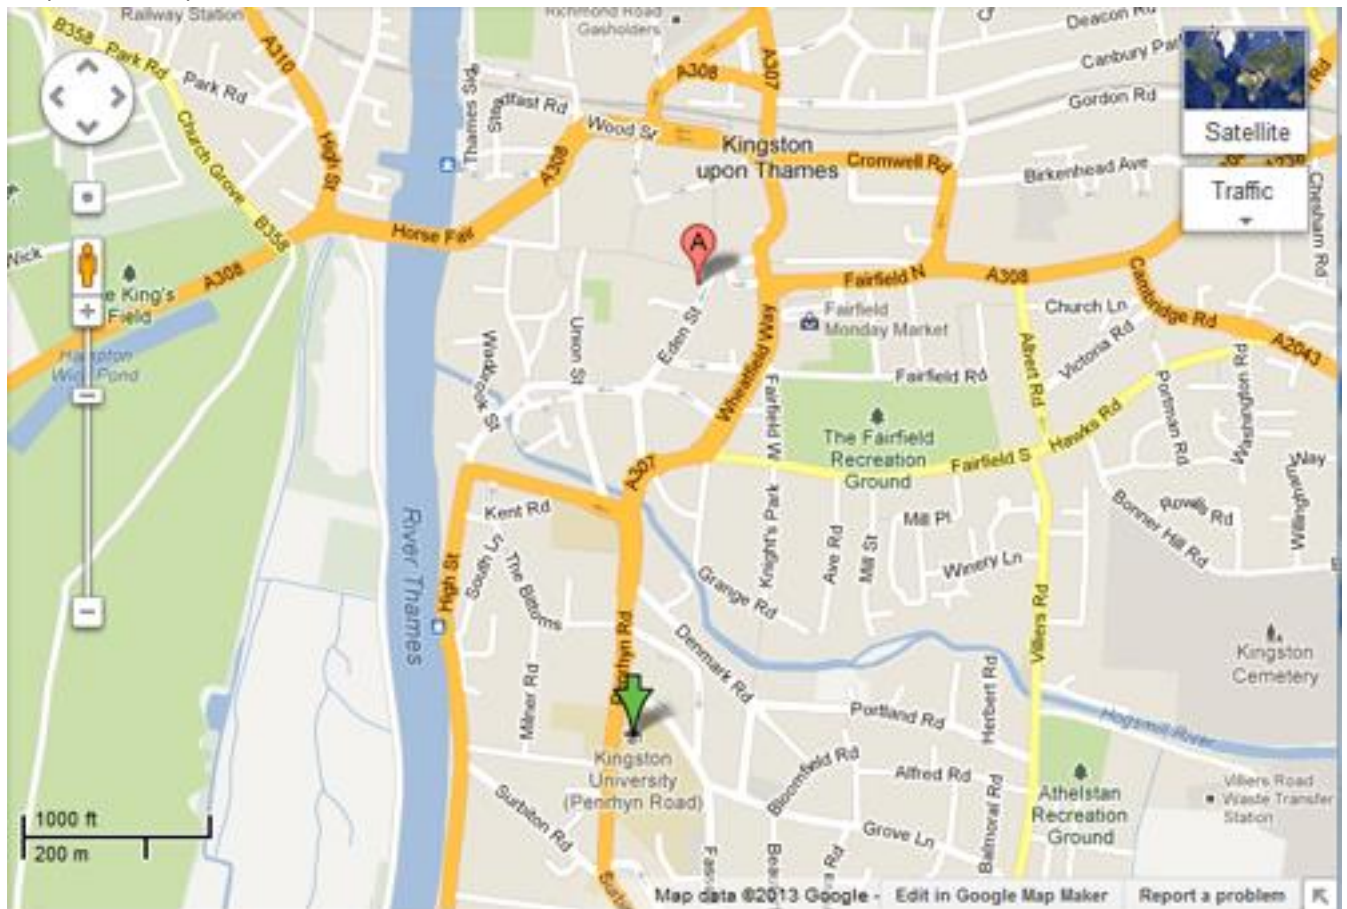 Railway Station
Richmond Road
Gasholders
Deacon Rd
B358
Park Rd
A310
A308
A307
Canbury
Park Rd
Thames Side
Wood St
Gordon Rd
Satellite
Church Grove
High St
Kingston
upon Thames
Cromwell Rd
A308
Birkenhead Ave
Traffic
Chesham Rd
B358
Horse Fair
A
Wick
A308
Fairfield N
A308
Cambridge Rd
e King's
Field
Fairfield
Monday Market
Church Ln
Hampton
Wick Pond
Wadbrook St
Union St
Eden St
Wheatfield Way
Albert Rd
Victoria Rd
A2043
Fairfield Rd
Fairfield W
Portman Rd
Washington Rd
The Fairfield
Recreation
Ground
Fairfield S
Hawks Rd
Way
A307
Kent Rd
Knight's Park
Mill Pl
Rowells Rd
Bonner Hill Rd
River Thames
High St
South Ln
The Bittoms
Ave Rd
Mill St
Winery Ln
Grange Rd
Villiers Rd
Penrhyn Rd
Denmark Rd
Kingston
Cemetery
Milner Rd
Portland Rd
Herbert Rd
Hogsmill River
Kingston
University
(Penrhyn Road)
Bloomfield Rd
Alfred Rd
Athelstan
Recreation
Ground
Villiers Road
Waste Transfer
Station
Surbiton Rd
Grove Ln
Balmoral Rd
1000 ft
200 m
Map data ©2013 Google -
Edit in Google Map Maker
Report a problem